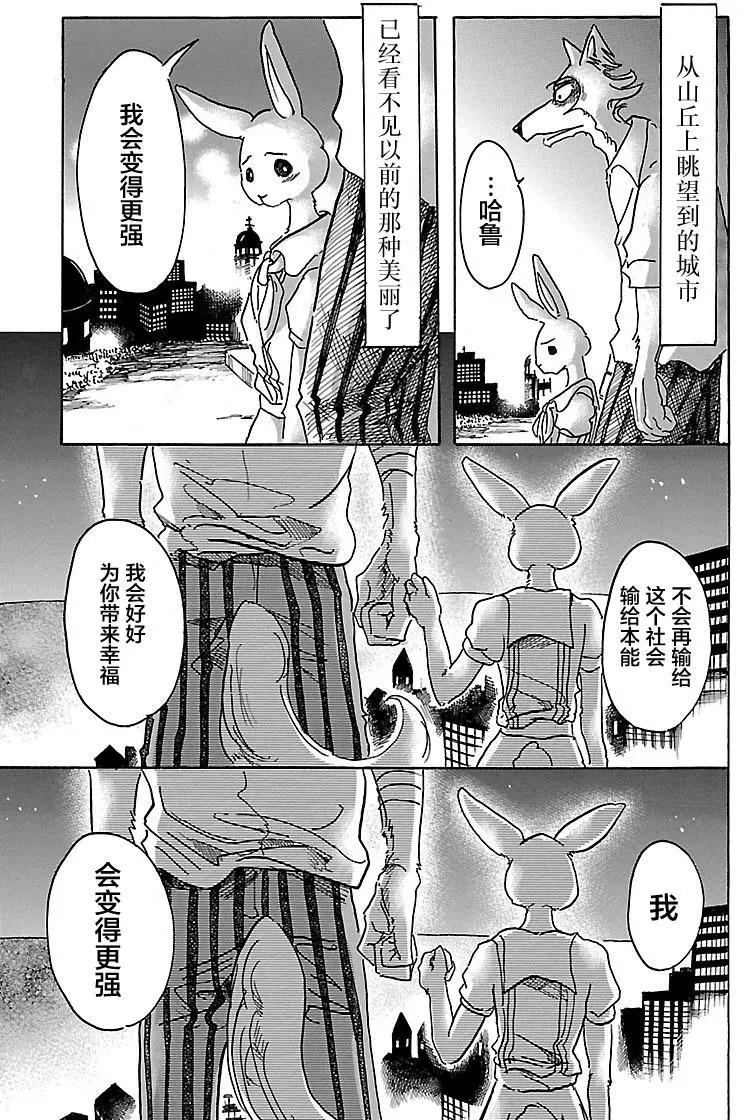 从山丘上眺望到的城市
…哈鲁
已经看不见以前的那种美丽了
我会变得更强
不会再输给
这个社会
输给本能
我会好好
为你带来幸福
我
会变得更强